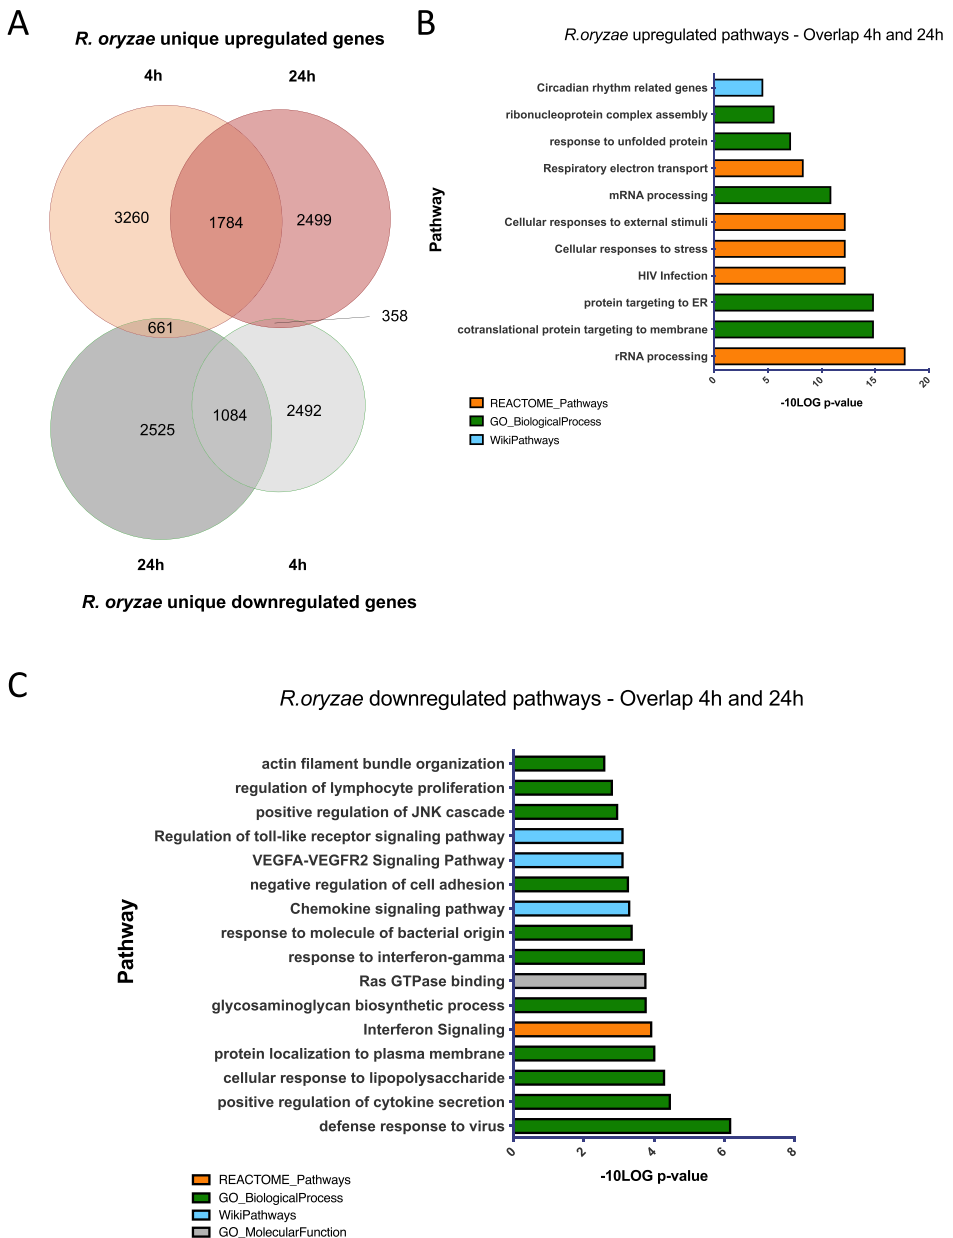 A
R. oryzae unique upregulated genes
4h
24h
3260
1784
2499
661
358
1084
2492
2525
24h
4h
R. oryzae unique downregulated genes
B
R.oryzae upregulated pathways - Overlap 4h and 24h
Pathway
Circadian rhythm related genes
ribonucleoprotein complex assembly
response to unfolded protein
Respiratory electron transport
mRNA processing
Cellular responses to external stimuli
Cellular responses to stress
HIV Infection
protein targeting to ER
cotranslational protein targeting to membrane
rRNA processing
0 5 10 15 20
-10LOG p-value
REACTOME_Pathways
GO_BiologicalProcess
WikiPathways
C
R.oryzae downregulated pathways - Overlap 4h and 24h
Pathway
actin filament bundle organization
regulation of lymphocyte proliferation
positive regulation of JNK cascade
Regulation of toll-like receptor signaling pathway
VEGFA-VEGFR2 Signaling Pathway
negative regulation of cell adhesion
Chemokine signaling pathway
response to molecule of bacterial origin
response to interferon-gamma
Ras GTPase binding
glycosaminoglycan biosynthetic process
Interferon Signaling
protein localization to plasma membrane
cellular response to lipopolysaccharide
positive regulation of cytokine secretion
defense response to virus
0 2 4 6 8
-10LOG p-value
REACTOME_Pathways
GO_BiologicalProcess
WikiPathways
GO_MolecularFunction